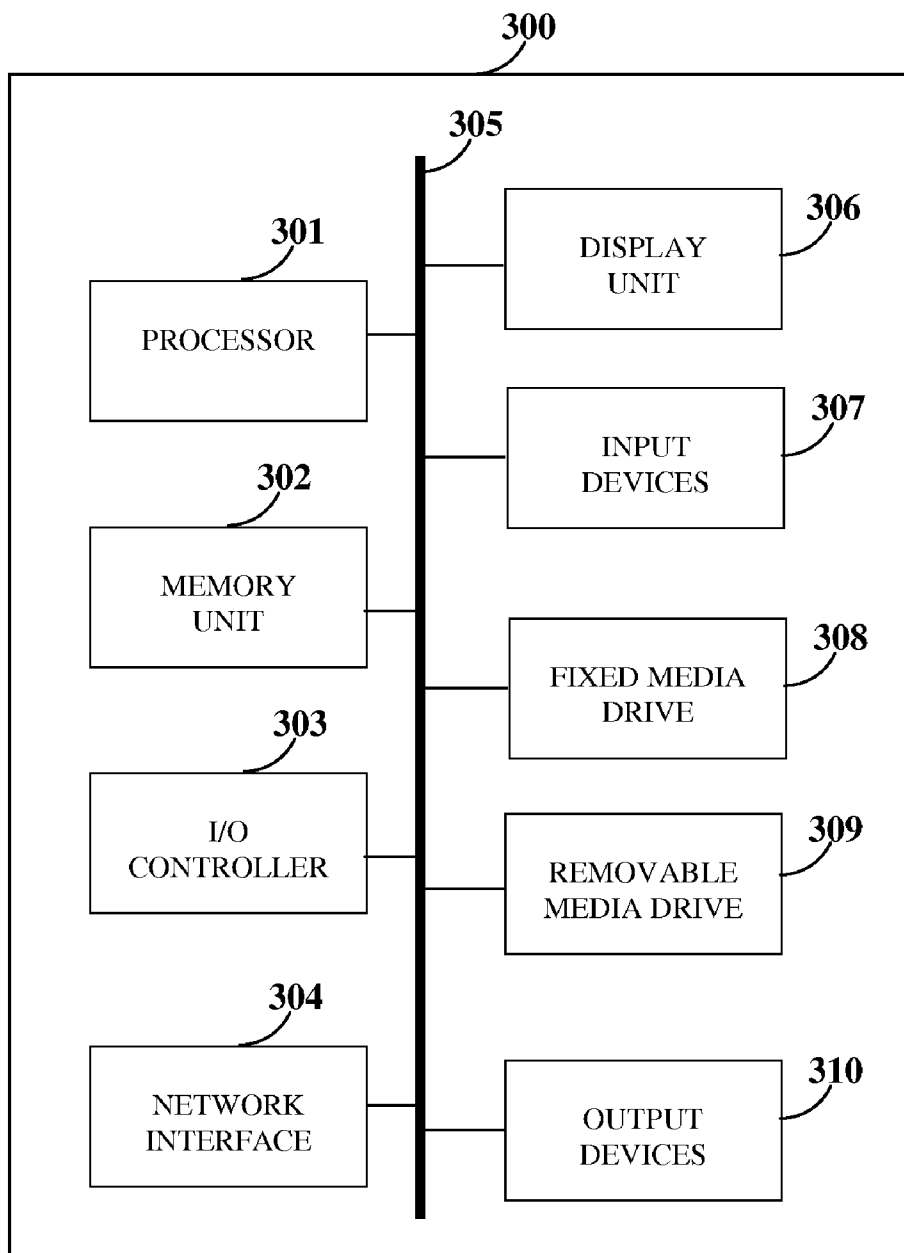 300
305
301
PROCESSOR
302
MEMORY
UNIT
303
I/O
CONTROLLER
304
NETWORK
INTERFACE
306
DISPLAY
UNIT
307
INPUT
DEVICES
308
FIXED MEDIA
DRIVE
309
REMOVABLE
MEDIA DRIVE
310
OUTPUT
DEVICES